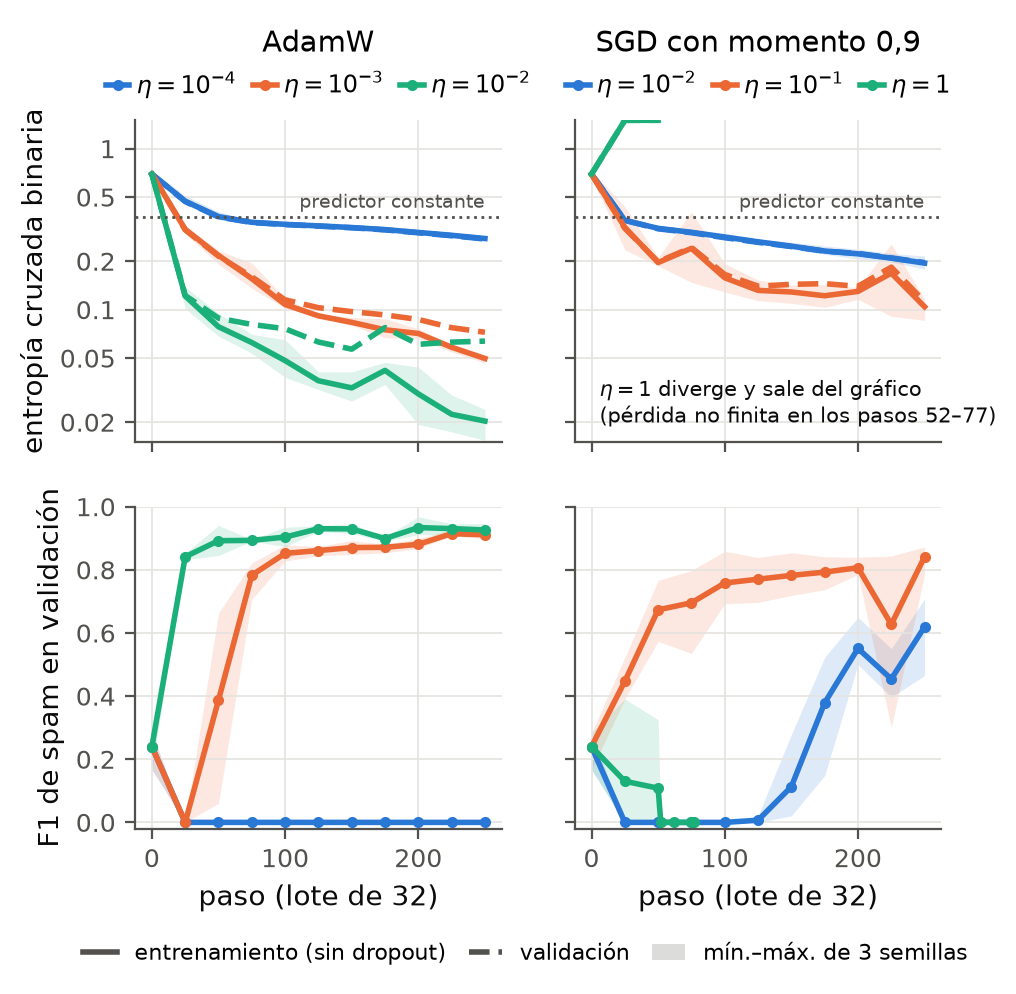 AdamW
SGD con momento 0,9
η = 10⁻⁴ η = 10⁻³ η = 10⁻²
η = 10⁻² η = 10⁻¹ η = 1
entropía cruzada binaria
1
0.5
0.2
0.1
0.05
0.02
predictor constante
predictor constante
η = 1 diverge y sale del gráfico
(pérdida no finita en los pasos 52–77)
F1 de spam en validación
1.0
0.8
0.6
0.4
0.2
0.0
0 100 200
0 100 200
paso (lote de 32)
paso (lote de 32)
entrenamiento (sin dropout) validación mín.–máx. de 3 semillas